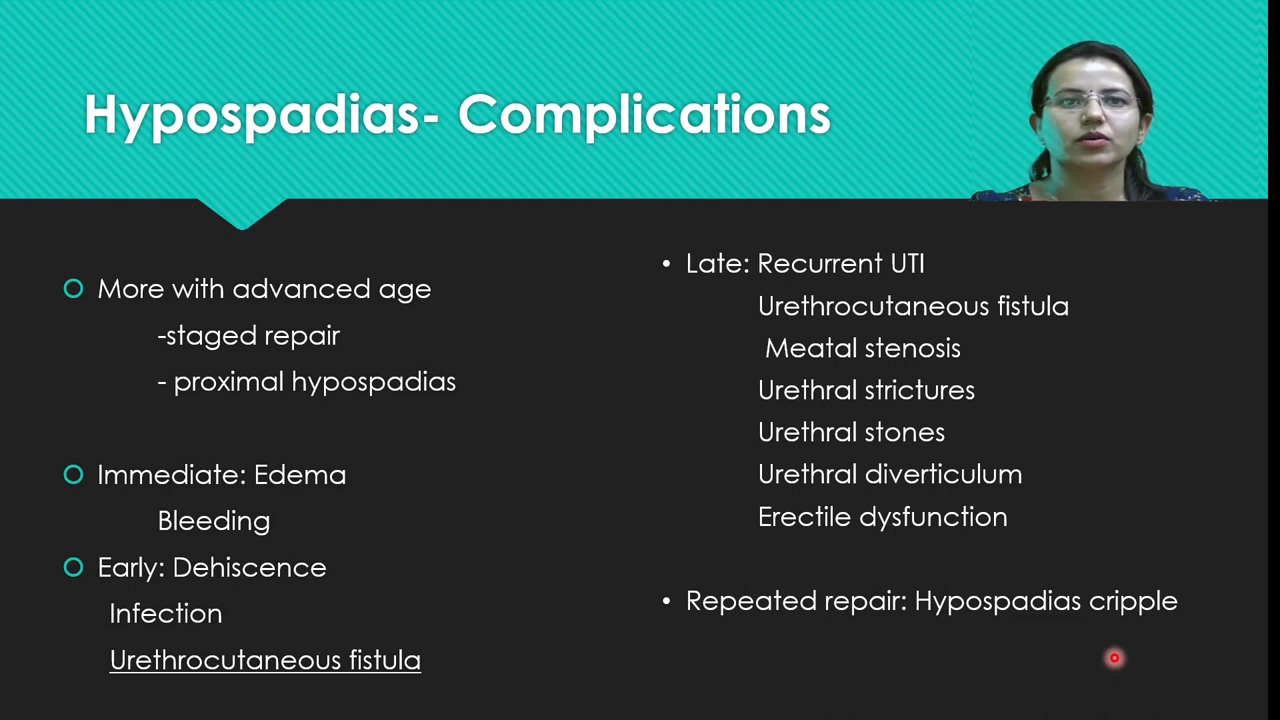 Hypospadias- Complications
More with advanced age
-staged repair
- proximal hypospadias
Immediate: Edema
Bleeding
Early: Dehiscence
Infection
Urethrocutaneous fistula
• Late: Recurrent UTI
Urethrocutaneous fistula
Meatal stenosis
Urethral strictures
Urethral stones
Urethral diverticulum
Erectile dysfunction
• Repeated repair: Hypospadias cripple